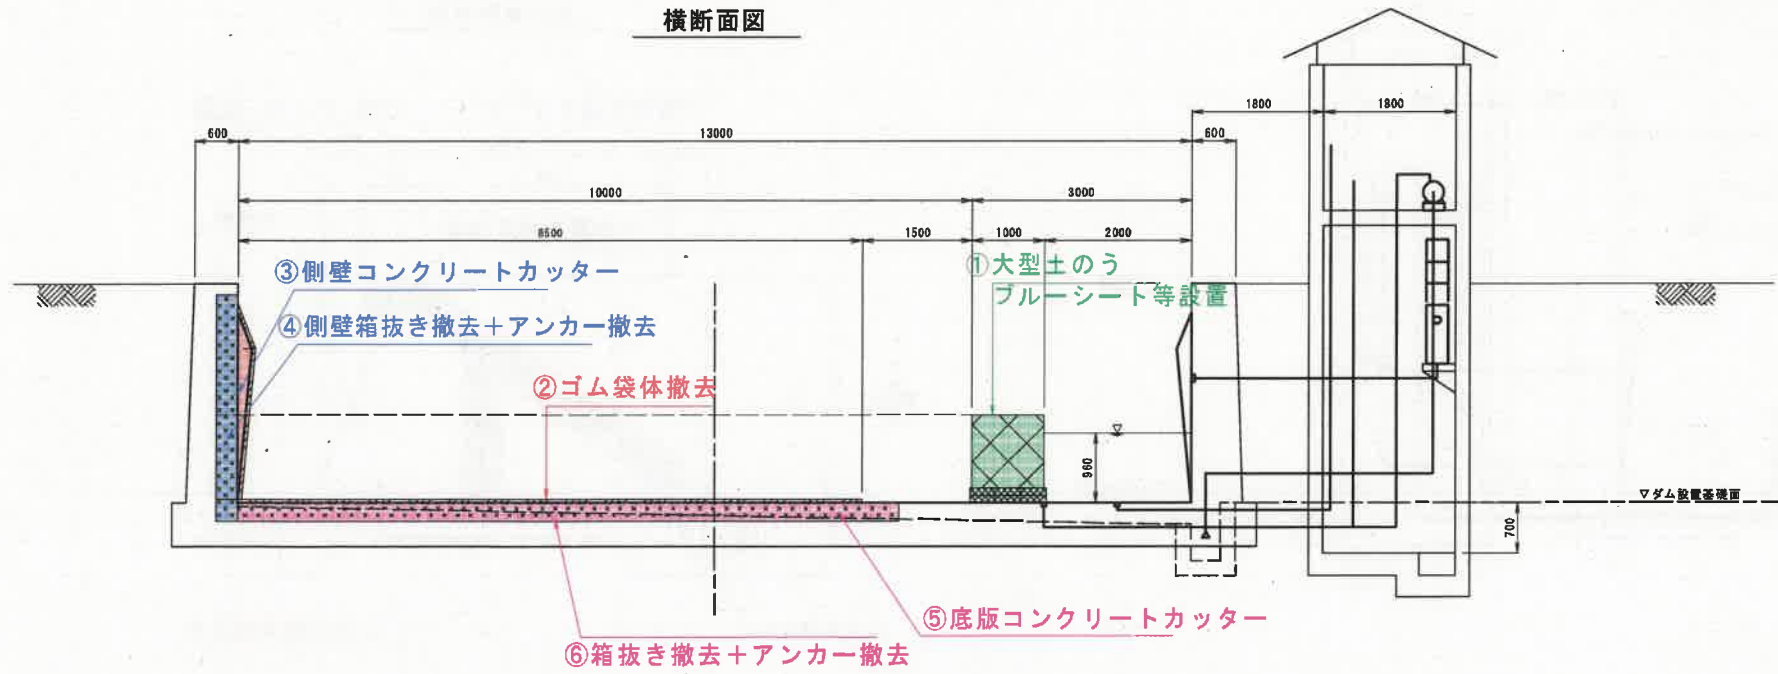 横断面図
1800
1800
600
13000
600
10000
3000
8500
1500
1000
2000
③側壁コンクリートカッター
①大型土のう
ブルーシート等設置
④側壁箱抜き撤去＋アンカー撤去
②ゴム袋体撤去
960
▽ダム設置基礎面
700
⑤底版コンクリートカッター
⑥箱抜き撤去＋アンカー撤去